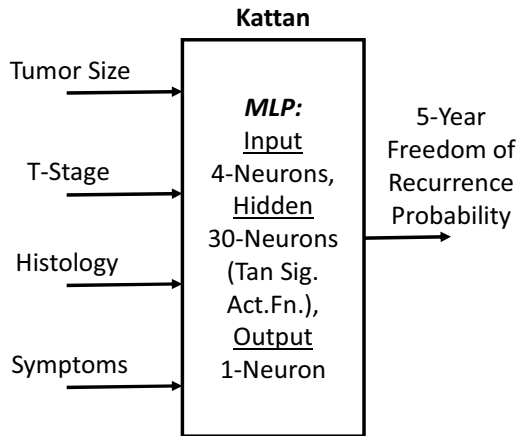 Kattan
Tumor Size
T-Stage
Histology
Symptoms
MLP:
Input
4-Neurons,
Hidden
30-Neurons
(Tan Sig.
Act.Fn.),
Output
1-Neuron
5-Year
Freedom of
Recurrence
Probability